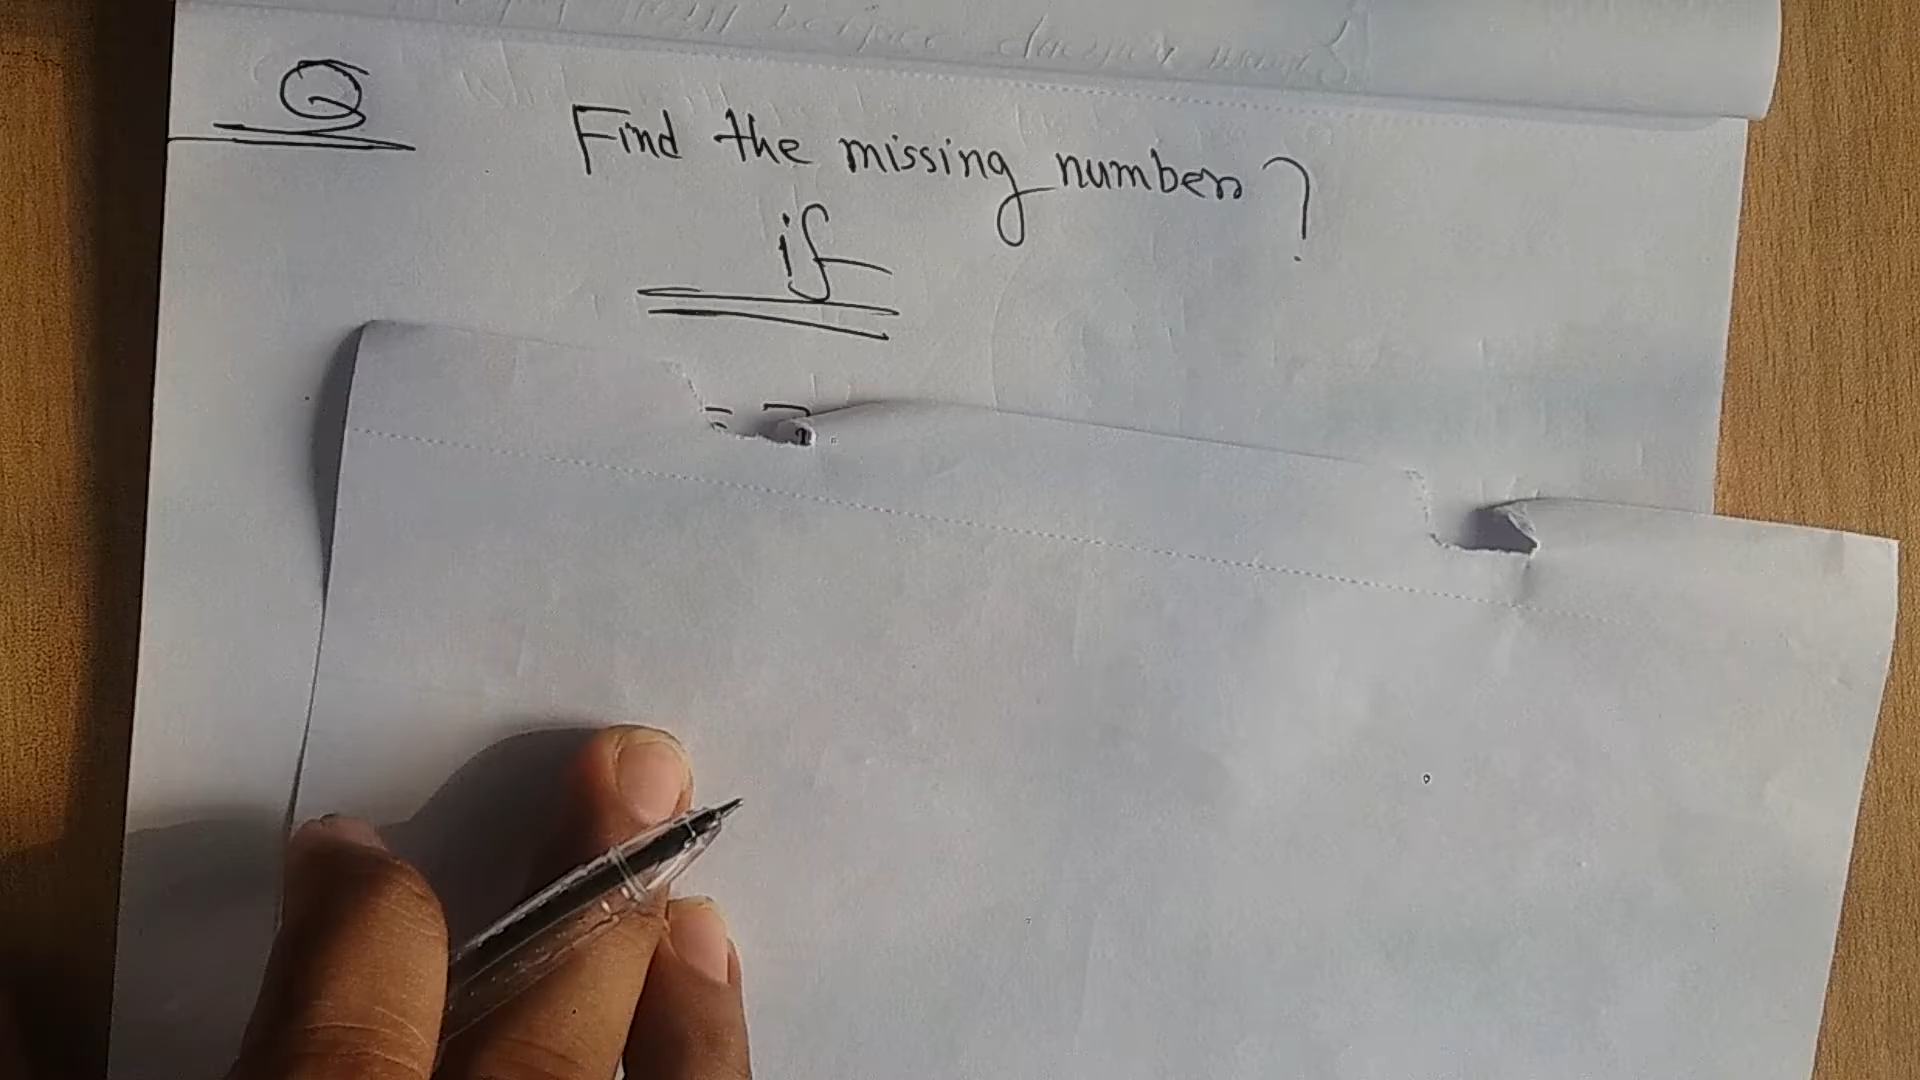 Q
Find the missing number?
if